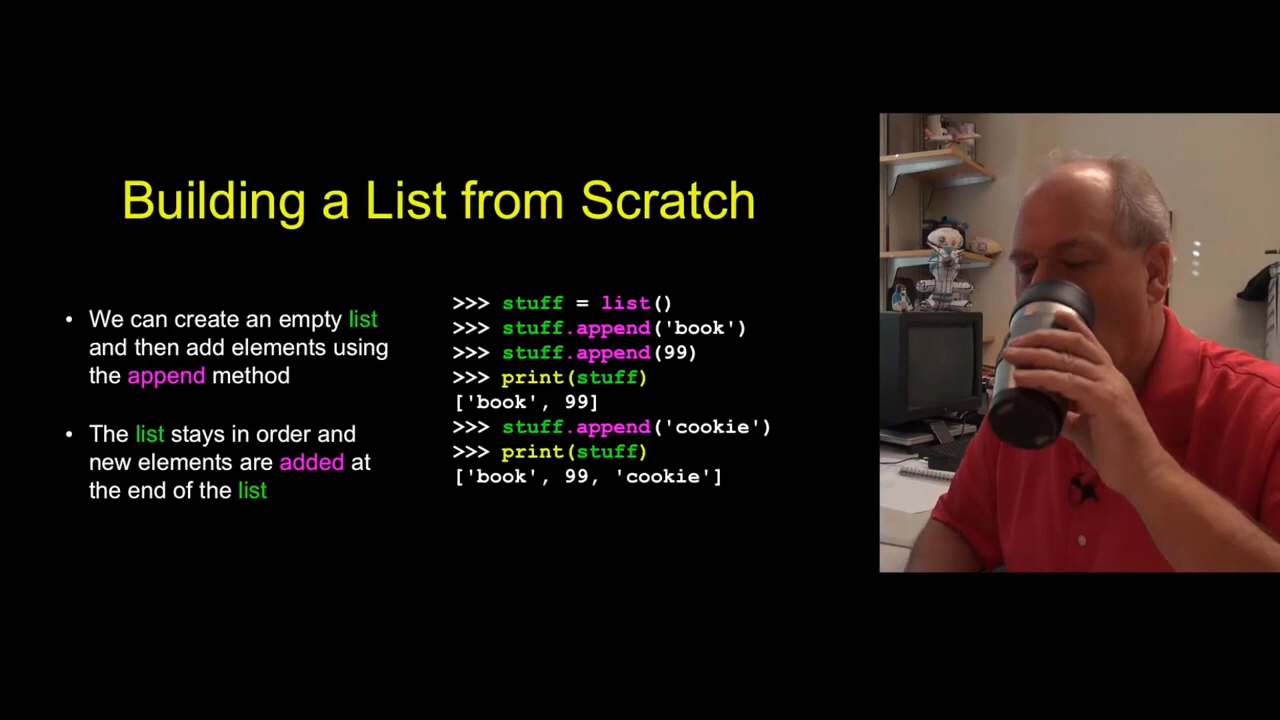 Building a List from Scratch
• We can create an empty list
and then add elements using
the append method
• The list stays in order and
new elements are added at
the end of the list
>>> stuff = list()
>>> stuff.append('book')
>>> stuff.append(99)
>>> print(stuff)
['book', 99]
>>> stuff.append('cookie')
>>> print(stuff)
['book', 99, 'cookie']